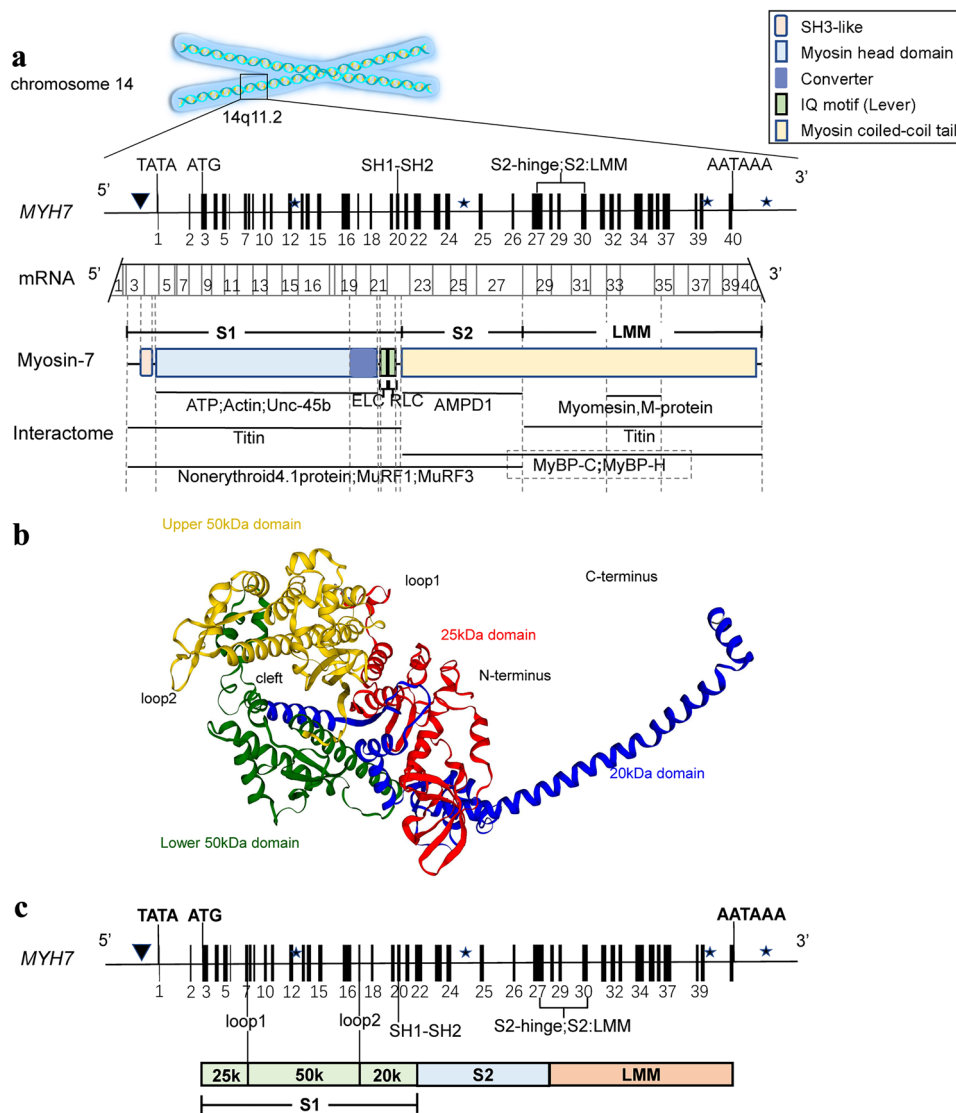 a
chromosome 14
14q11.2
SH3-like
Myosin head domain
Converter
IQ motif (Lever)
Myosin coiled-coil tail
TATA ATG SH1-SH2 S2-hinge;S2:LMM AATAAA
5' 3'
MYH7
1 2 3 5 7 10 12 15 16 18 20 22 24 25 26 27 29 30 32 34 37 39 40
mRNA 5' 3'
1 3 5 7 9 11 13 15 16 19 21 23 25 27 29 33 31 35 37 39 40
S1 S2 LMM
Myosin-7
ELC RLC
ATP;Actin;Unc-45b AMPD1 Myomesin,M-protein
Interactome
Titin Titin
MyBP-C;MyBP-H
Nonerythroid4.1protein;MuRF1;MuRF3
b
Upper 50kDa domain
loop1
C-terminus
25kDa domain
N-terminus
cleft
loop2
20kDa domain
Lower 50kDa domain
c
TATA ATG AATAAA
5' 3'
MYH7
1 2 3 5 7 10 12 15 16 18 20 22 24 25 26 27 29 30 32 34 37 39
loop1 loop2 SH1-SH2 S2-hinge;S2:LMM
25k 50k 20k S2 LMM
S1